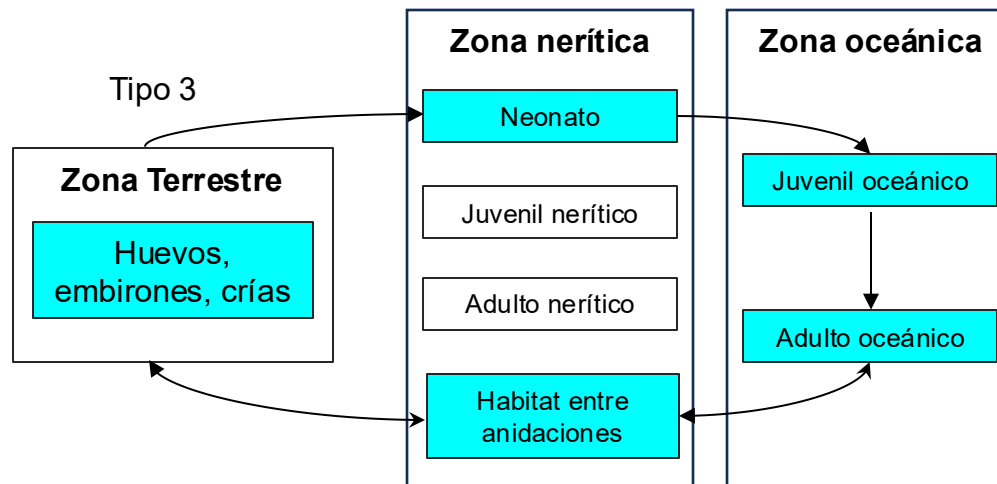 Zona nerítica
Zona oceánica
Tipo 3
Neonato
Zona Terrestre
Juvenil oceánico
Huevos,
embirones, crías
Juvenil nerítico
Adulto nerítico
Adulto oceánico
Habitat entre
anidaciones